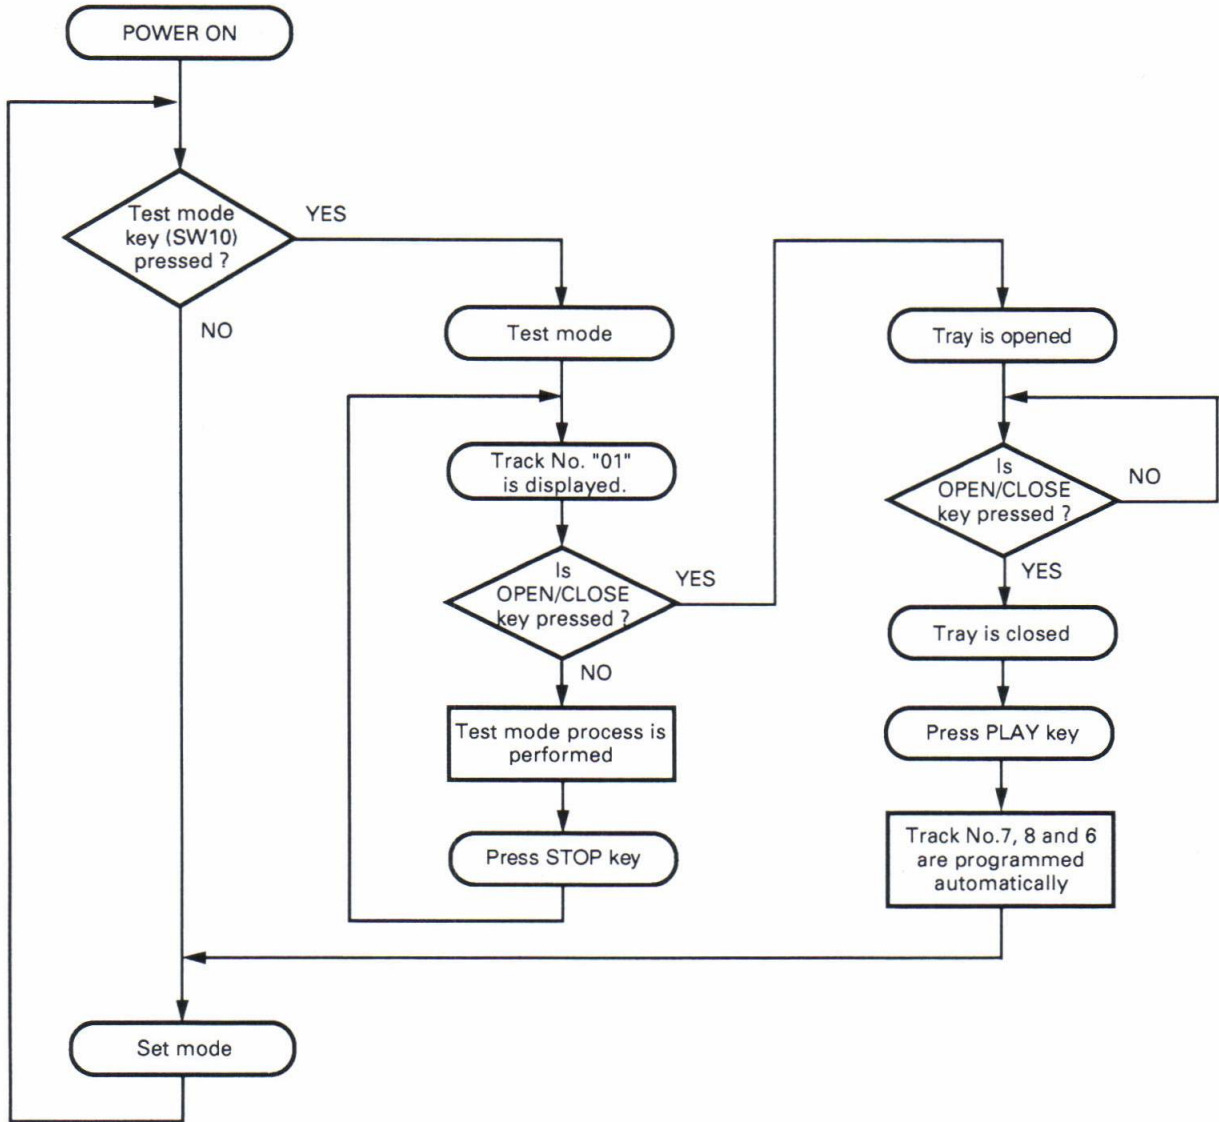 POWER ON
Test mode
key (SW10)
pressed ?
YES
NO
Test mode
Track No. "01"
is displayed.
Is
OPEN/CLOSE
key pressed ?
YES
NO
Test mode process is
performed
Press STOP key
Tray is opened
Is
OPEN/CLOSE
key pressed ?
NO
YES
Tray is closed
Press PLAY key
Track No.7, 8 and 6
are programmed
automatically
Set mode